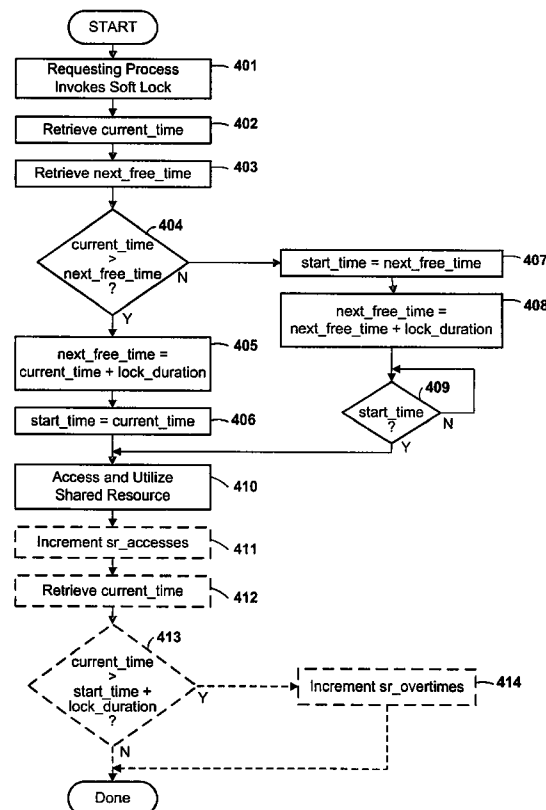 START
Requesting Process
Invokes Soft Lock
401
Retrieve current_time
402
Retrieve next_free_time
403
404
current_time
>
next_free_time
?
N
Y
start_time = next_free_time
407
next_free_time =
next_free_time + lock_duration
408
next_free_time =
current_time + lock_duration
405
409
start_time
?
N
Y
start_time = current_time
406
Access and Utilize
Shared Resource
410
Increment sr_accesses
411
Retrieve current_time
412
413
current_time
>
start_time +
lock_duration
?
Y
N
Increment sr_overtimes
414
Done